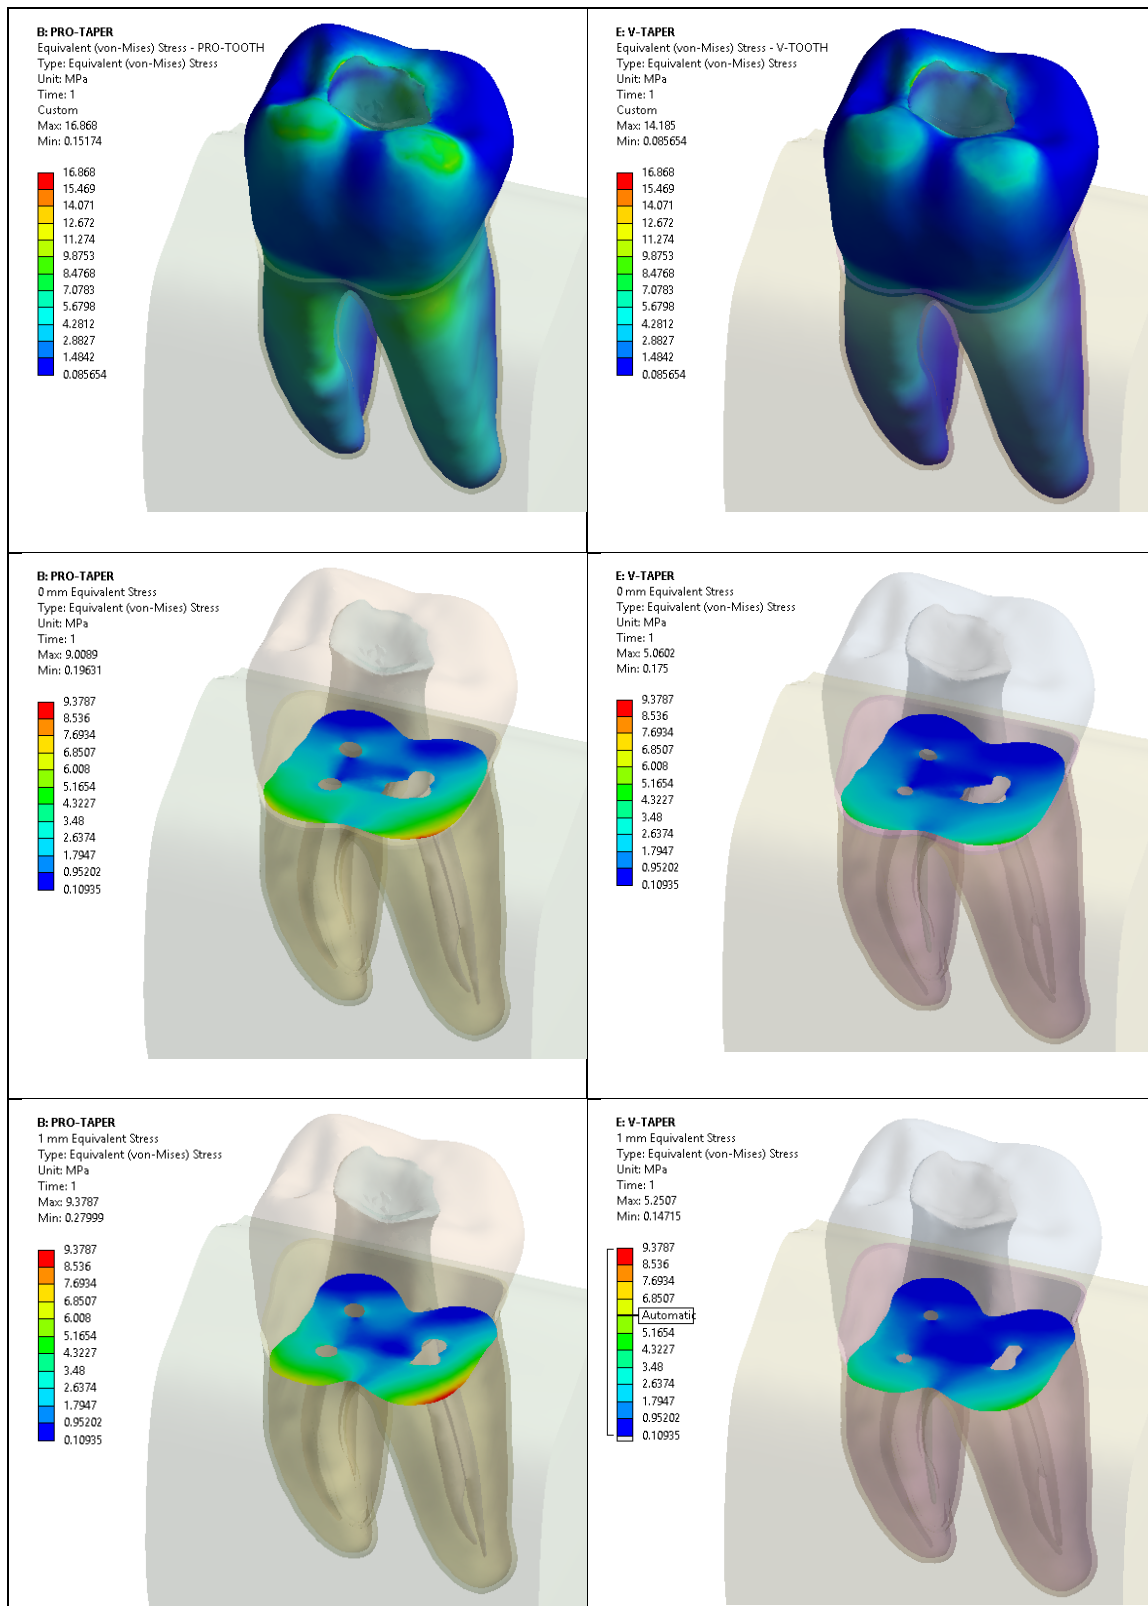 B: PRO-TAPER
Equivalent (von-Mises) Stress - PRO-TOOTH
Type: Equivalent (von-Mises) Stress
Unit: MPa
Time: 1
Custom
Max: 16.868
Min: 0.15174
16.868
15.469
14.071
12.672
11.274
9.8753
8.4768
7.0783
5.6798
4.2812
2.8827
1.4842
0.085654
E: V-TAPER
Equivalent (von-Mises) Stress - V-TOOTH
Type: Equivalent (von-Mises) Stress
Unit: MPa
Time: 1
Custom
Max: 14.185
Min: 0.085654
16.868
15.469
14.071
12.672
11.274
9.8753
8.4768
7.0783
5.6798
4.2812
2.8827
1.4842
0.085654
B: PRO-TAPER
0 mm Equivalent Stress
Type: Equivalent (von-Mises) Stress
Unit: MPa
Time: 1
Max: 9.0089
Min: 0.19631
9.3787
8.536
7.6934
6.8507
6.008
5.1654
4.3227
3.48
2.6374
1.7947
0.95202
0.10935
E: V-TAPER
0 mm Equivalent Stress
Type: Equivalent (von-Mises) Stress
Unit: MPa
Time: 1
Max: 5.0602
Min: 0.175
9.3787
8.536
7.6934
6.8507
6.008
5.1654
4.3227
3.48
2.6374
1.7947
0.95202
0.10935
B: PRO-TAPER
1 mm Equivalent Stress
Type: Equivalent (von-Mises) Stress
Unit: MPa
Time: 1
Max: 9.3787
Min: 0.27999
9.3787
8.536
7.6934
6.8507
6.008
5.1654
4.3227
3.48
2.6374
1.7947
0.95202
0.10935
E: V-TAPER
1 mm Equivalent Stress
Type: Equivalent (von-Mises) Stress
Unit: MPa
Time: 1
Max: 5.2507
Min: 0.14715
9.3787
8.536
7.6934
6.8507
Automatic
5.1654
4.3227
3.48
2.6374
1.7947
0.95202
0.10935